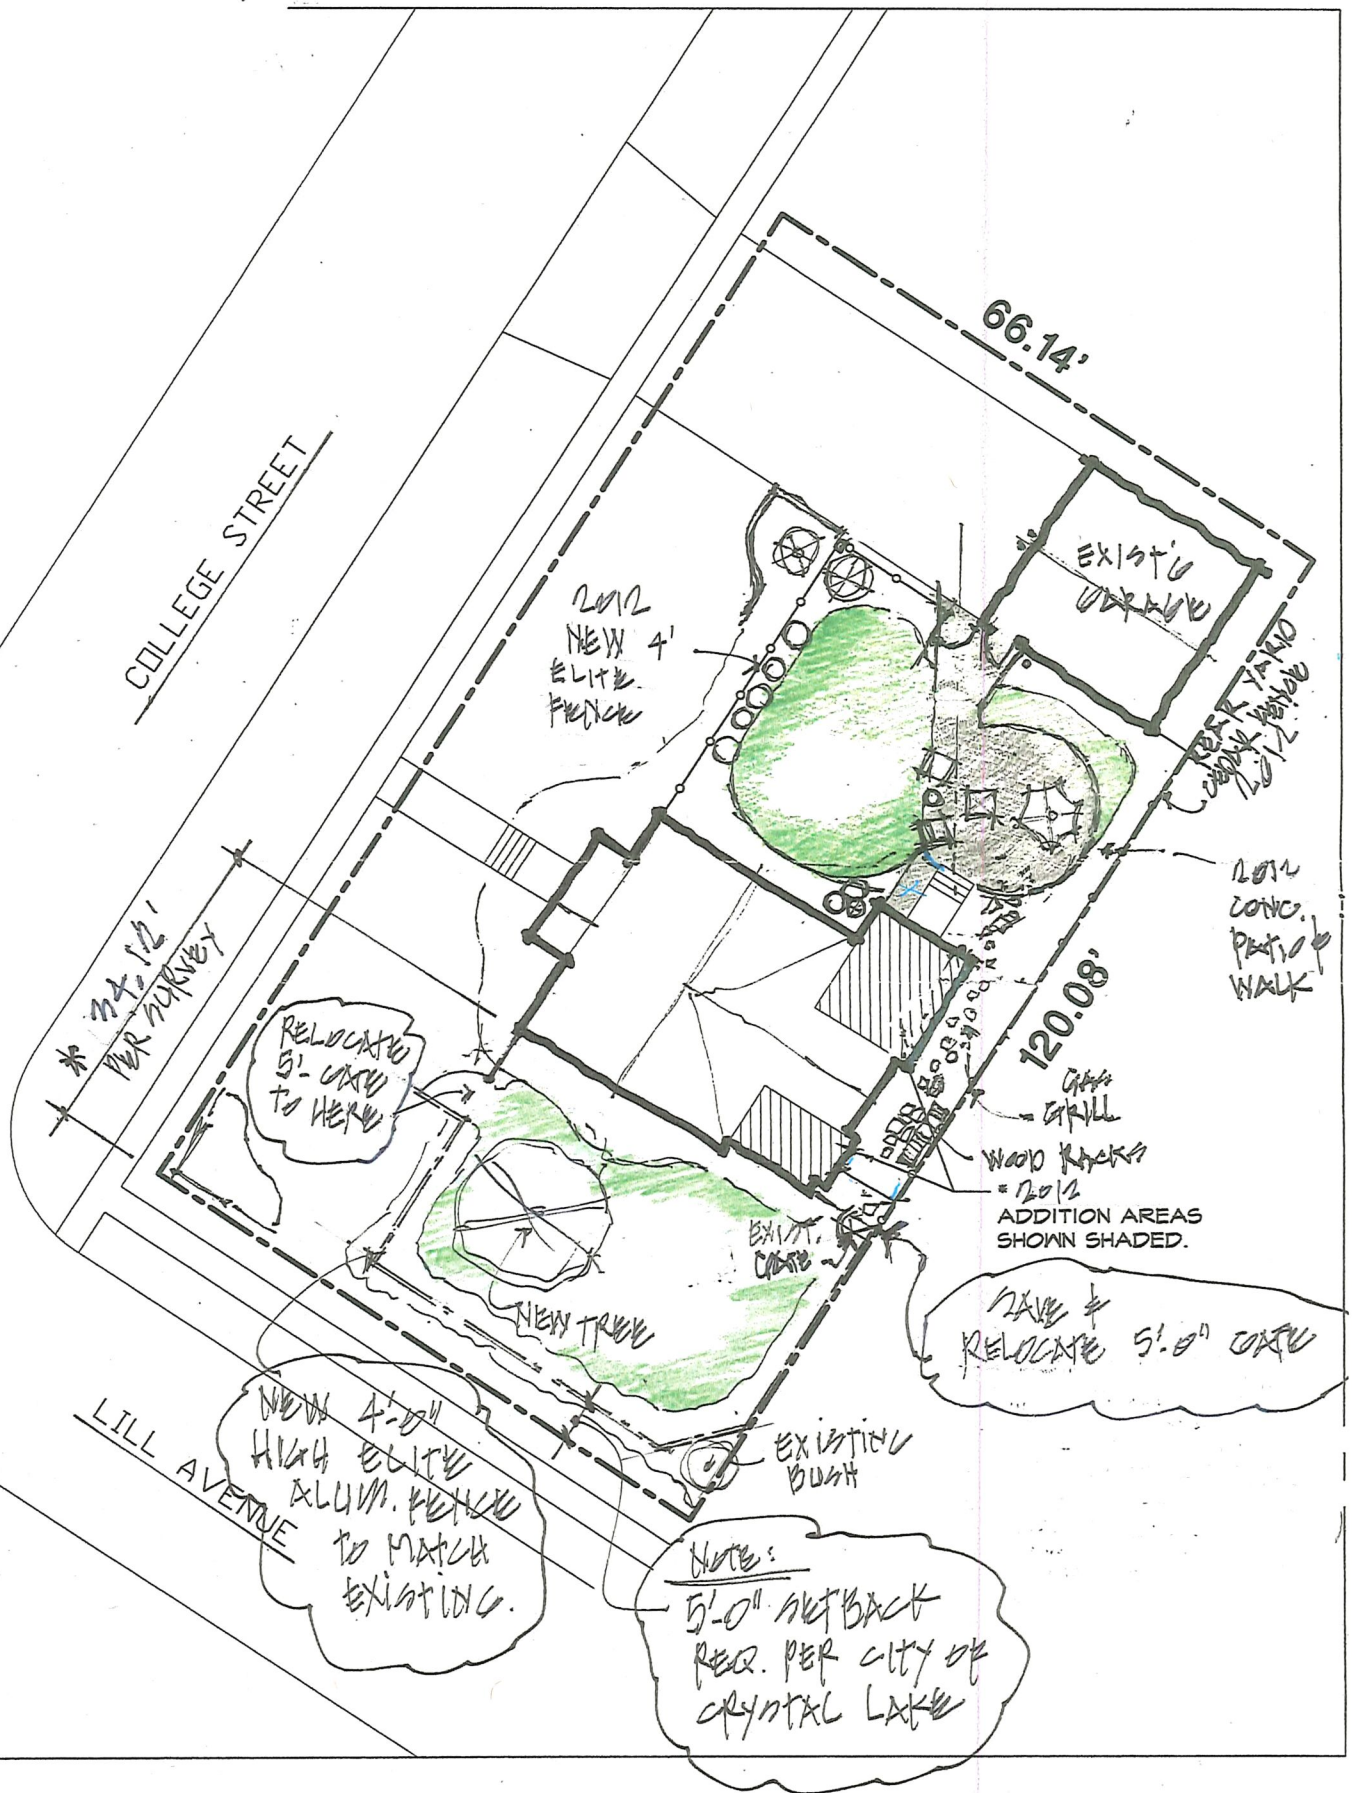 66.14'
COLLEGE STREET
EXIST'G
GARAGE
2012
NEW 4'
ELITE
FENCE
REAR YARD
CEDAR FENCE
2012
2012
CONC.
PATIO &
WALK
120.08'
* 34.52'
PER SURVEY
RELOCATE
5'- GATE
TO HERE
GAS
GRILL
WOOD RACKS
* 2012
ADDITION AREAS
SHOWN SHADED.
EXIST.
GATE
NEW TREE
SAVE &
RELOCATE 5'-0" GATE
LILL AVENUE
NEW 4'-0"
HIGH ELITE
ALUM. FENCE
TO MATCH
EXISTING.
EXISTING
BUSH
NOTE:
5'-0" SETBACK
REQ. PER CITY OF
CRYSTAL LAKE